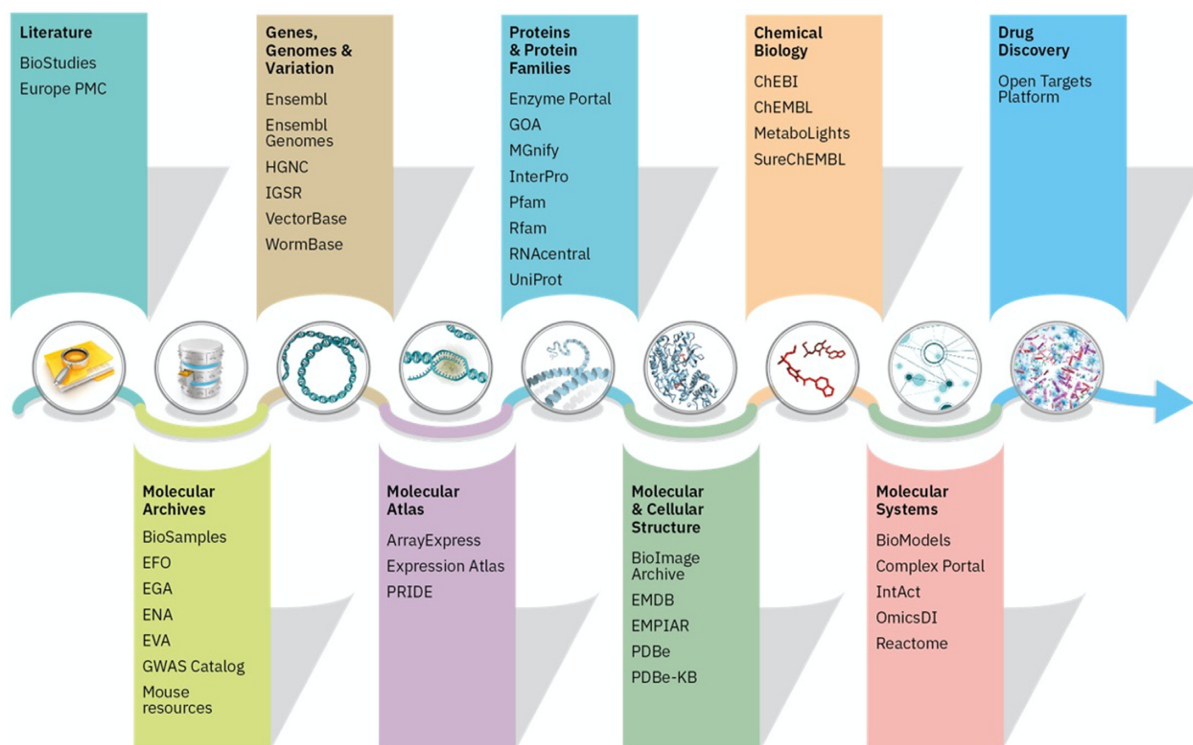 Literature
BioStudies
Europe PMC
Genes,
Genomes &
Variation
Ensembl
Ensembl
Genomes
HGNC
IGSR
VectorBase
WormBase
Proteins
& Protein
Families
Enzyme Portal
GOA
MGnify
InterPro
Pfam
Rfam
RNAcentral
UniProt
Chemical
Biology
ChEBI
ChEMBL
MetaboLights
SureChEMBL
Drug
Discovery
Open Targets
Platform
Molecular
Archives
BioSamples
EFO
EGA
ENA
EVA
GWAS Catalog
Mouse
resources
Molecular
Atlas
ArrayExpress
Expression Atlas
PRIDE
Molecular
& Cellular
Structure
BioImage
Archive
EMDB
EMPIAR
PDBe
PDBe-KB
Molecular
Systems
BioModels
Complex Portal
IntAct
OmicsDI
Reactome